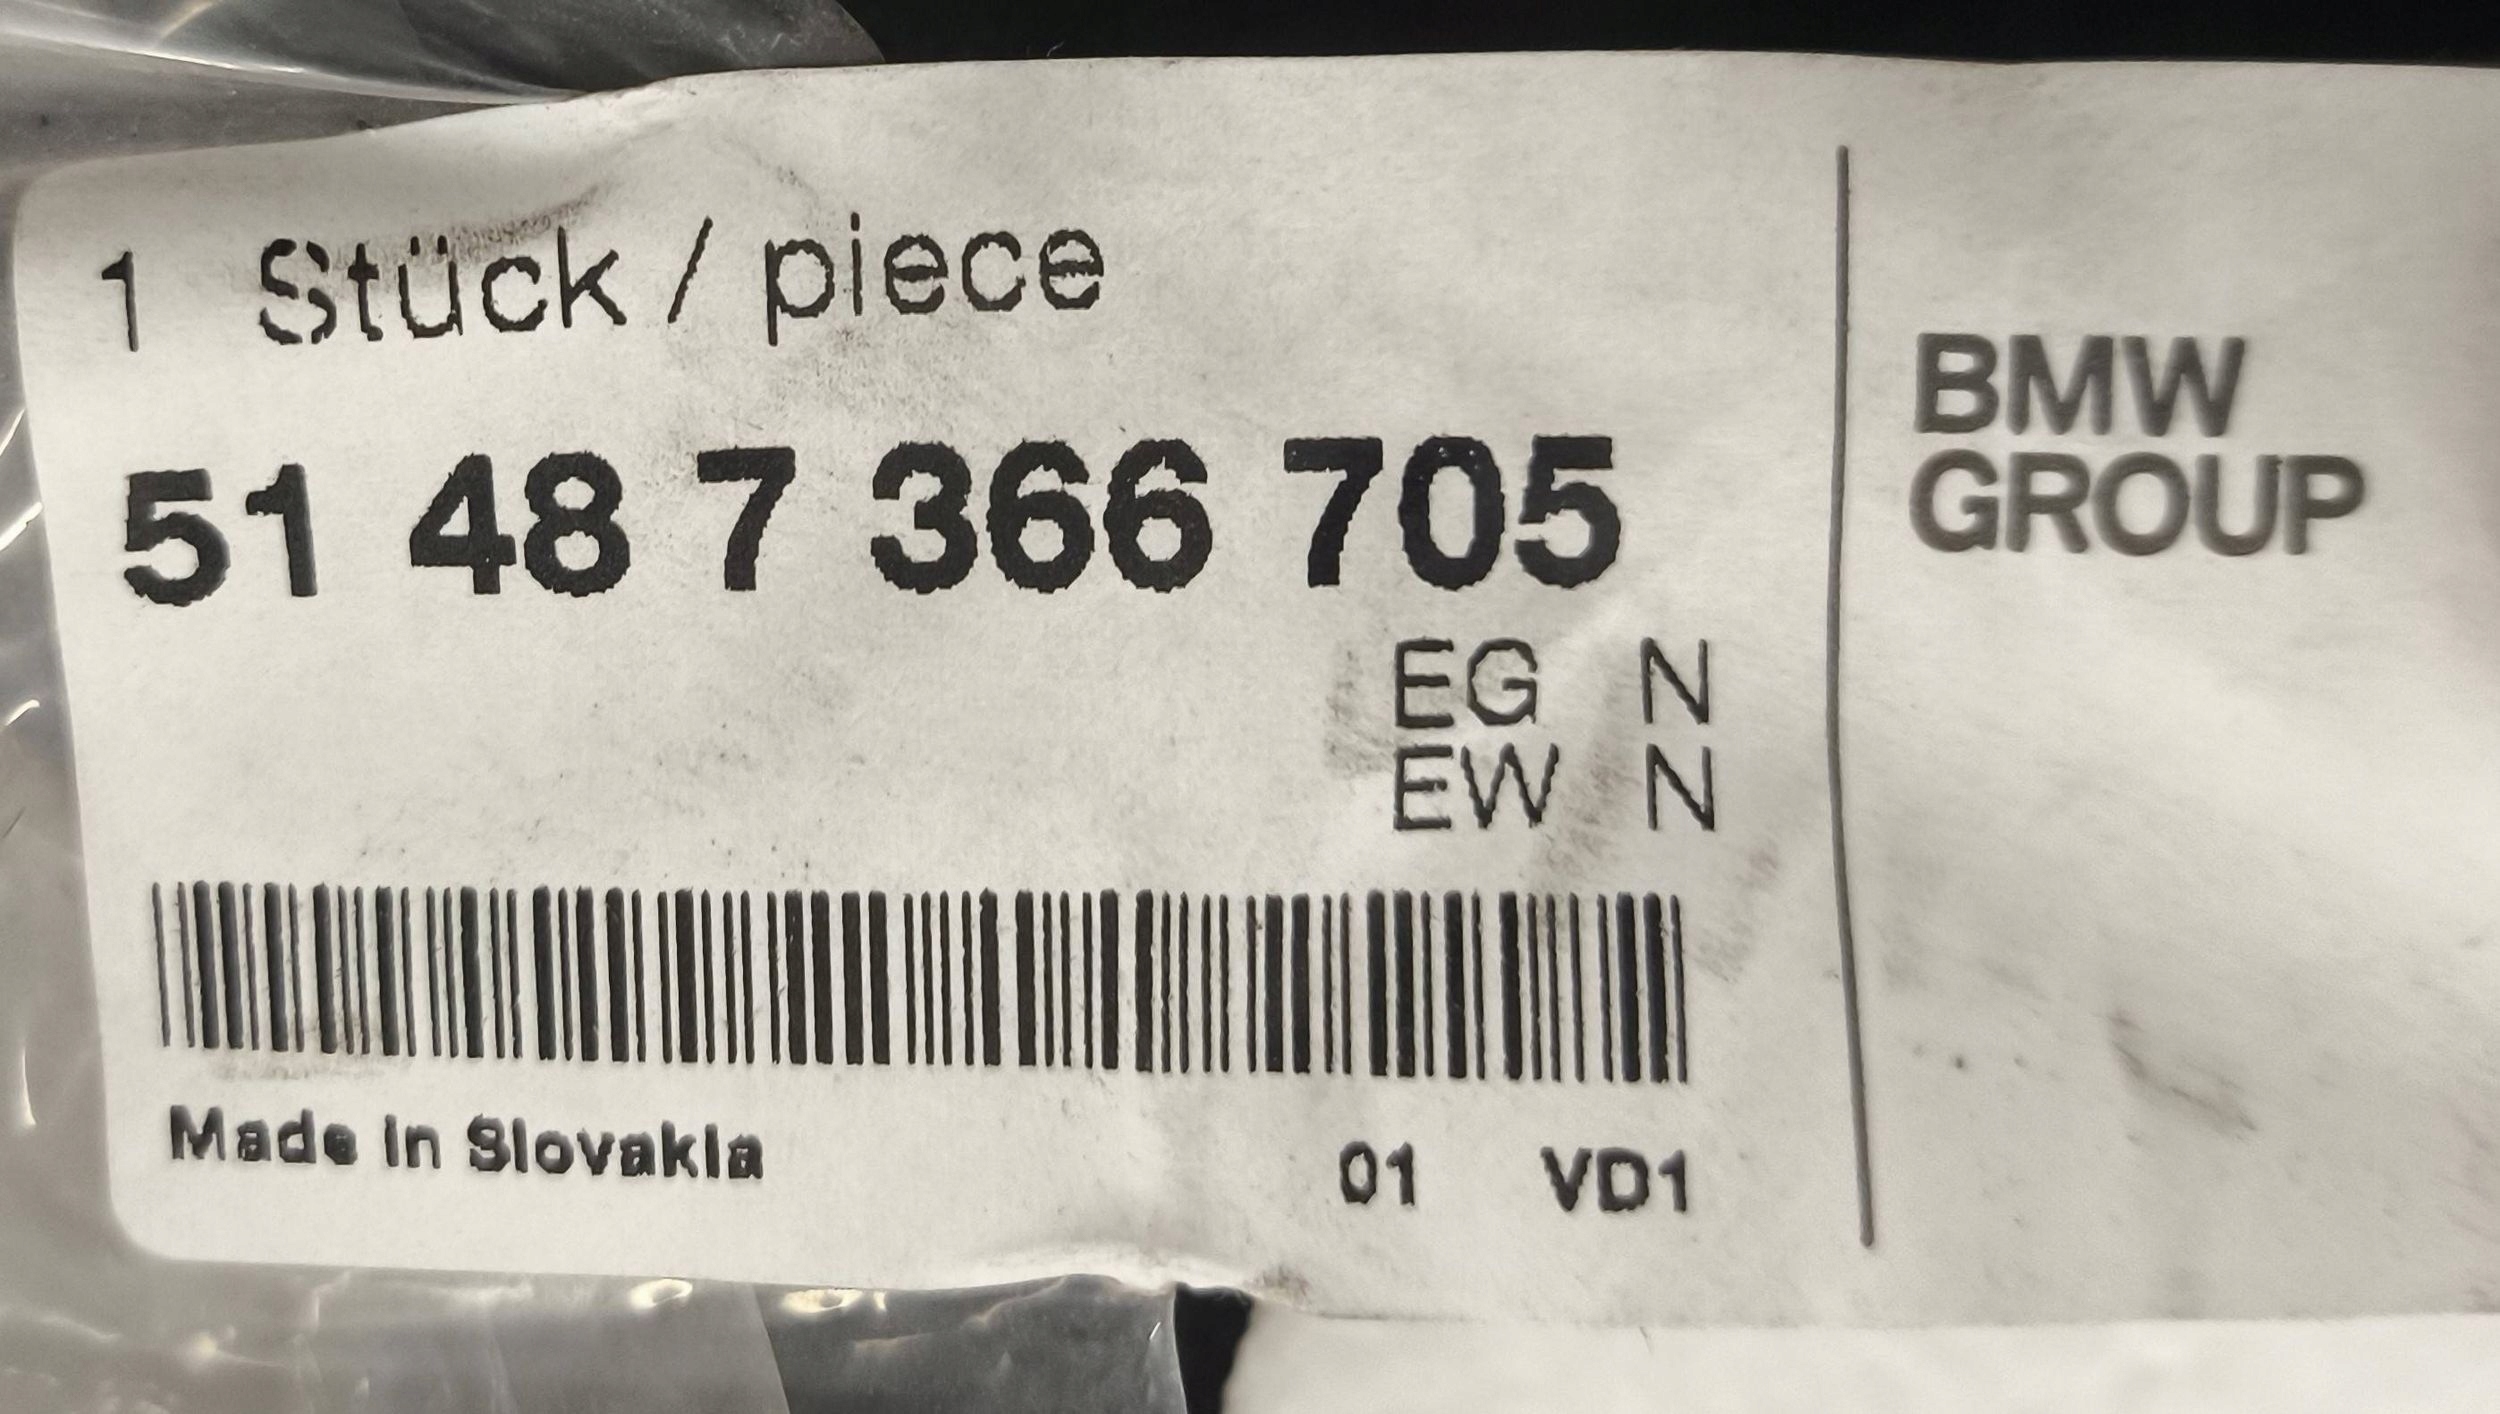 1 Stück / piece
51 48 7 366 705
EG N
EW N
Made in Slovakia
01 VD1
BMW
GROUP